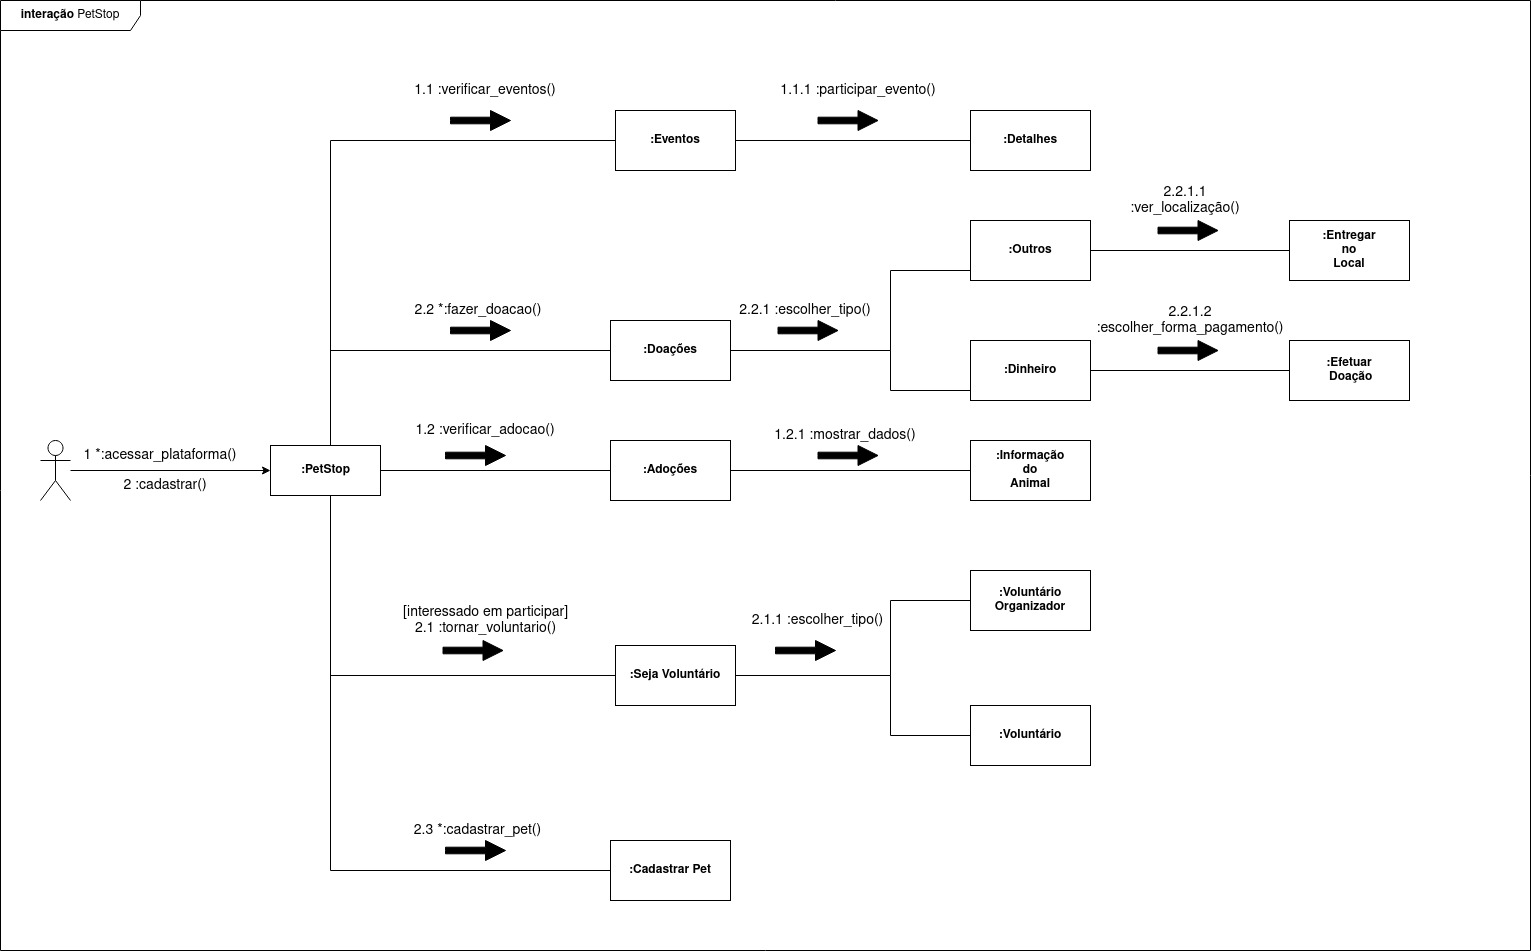 interação PetStop
1.1 :verificar_eventos()
1.1.1 :participar_evento()
:Eventos
:Detalhes
2.2.1.1
:ver_localização()
:Outros
:Entregar
no
Local
2.2 *:fazer_doacao()
2.2.1 :escolher_tipo()
2.2.1.2
:escolher_forma_pagamento()
:Doações
:Dinheiro
:Efetuar
Doação
1 *:acessar_plataforma()
2 :cadastrar()
:PetStop
1.2 :verificar_adocao()
1.2.1 :mostrar_dados()
:Adoções
:Informação
do
Animal
[interessado em participar]
2.1 :tornar_voluntario()
2.1.1 :escolher_tipo()
:Seja Voluntário
:Voluntário
Organizador
:Voluntário
2.3 *:cadastrar_pet()
:Cadastrar Pet